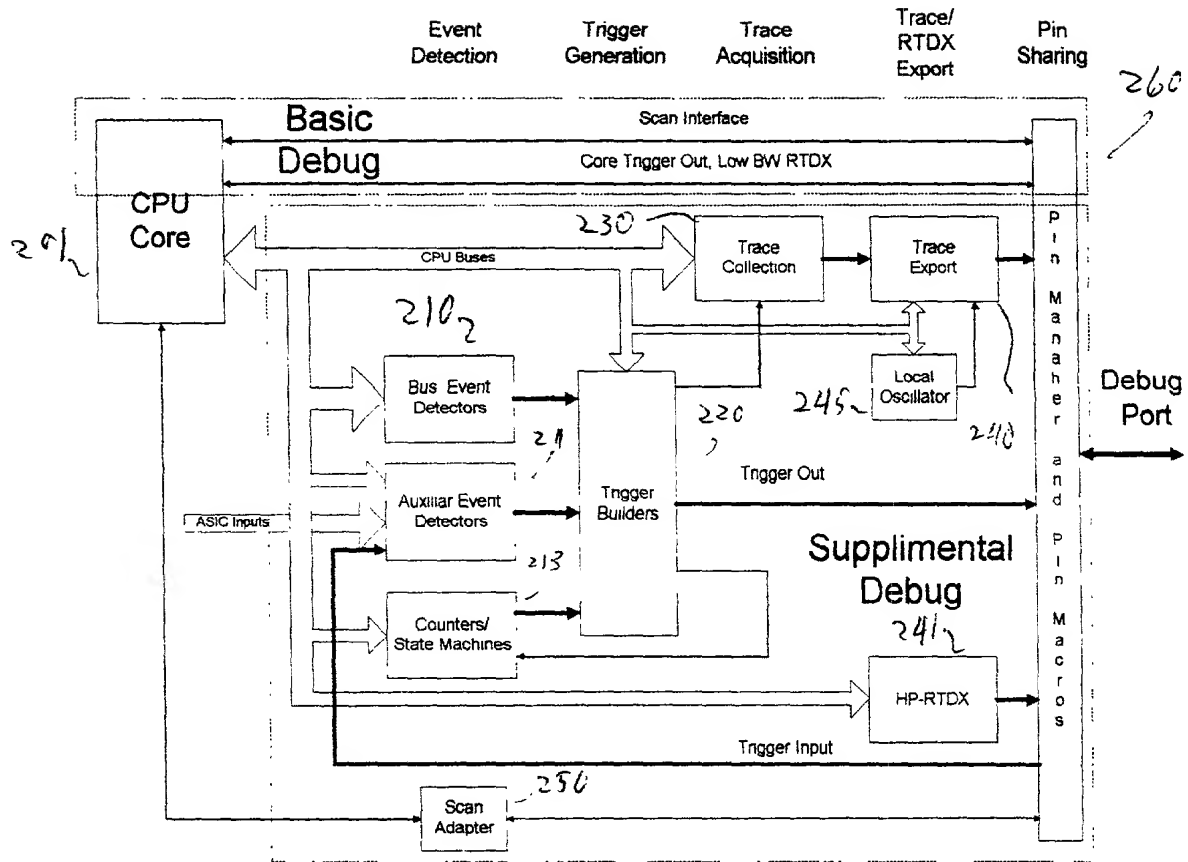 Event
Detection
Trigger
Generation
Trace
Acquisition
Trace/
RTDX
Export
Pin
Sharing
260
Basic
Debug
Scan Interface
Core Trigger Out, Low BW RTDX
CPU
Core
201
CPU Buses
230
Trace
Collection
Trace
Export
210
Bus Event
Detectors
245
Local
Oscillator
240
220
211
Auxiliar Event
Detectors
ASIC Inputs
Trigger
Builders
Trigger Out
Supplimental
Debug
213
Counters/
State Machines
241
HP-RTDX
Trigger Input
250
Scan
Adapter
Pin Manaher and Pin Macros
Debug
Port